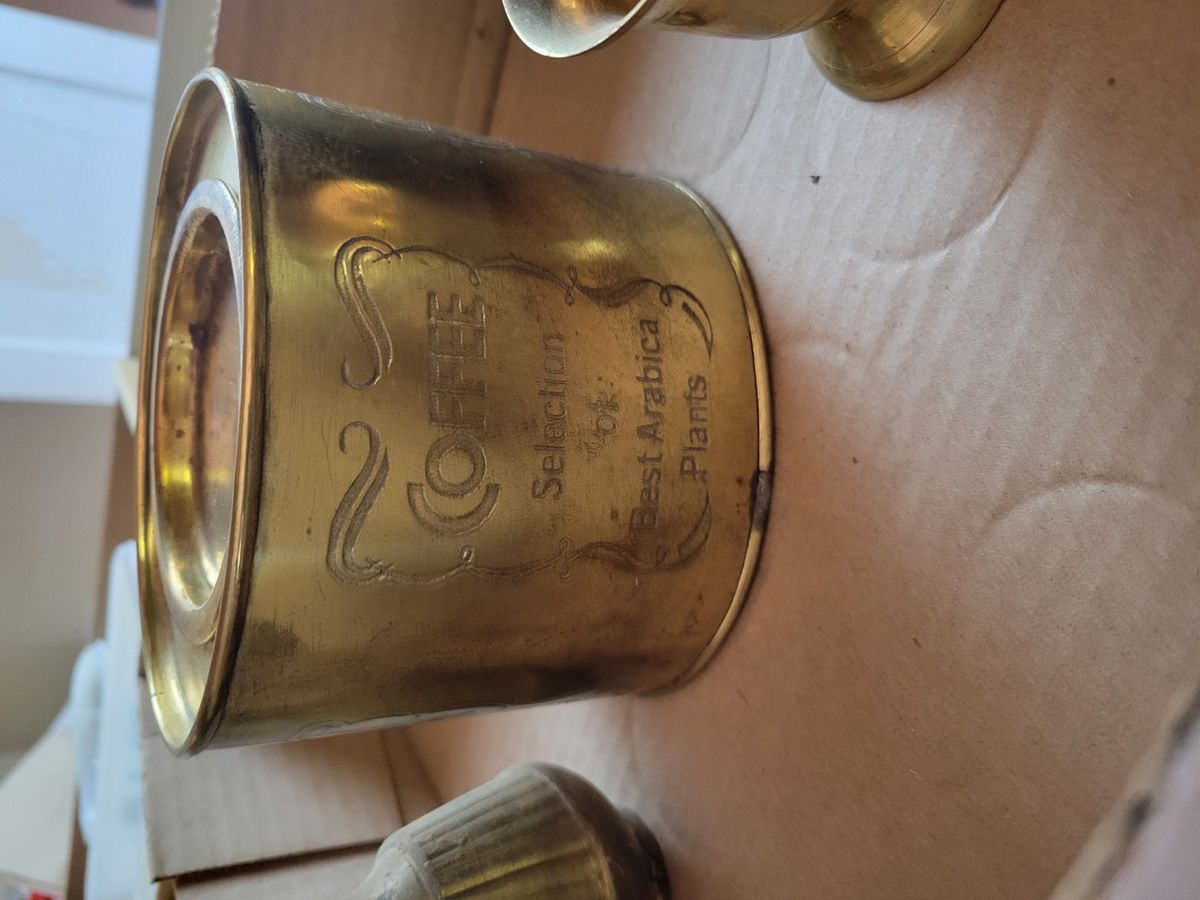 COFFEE
Selection
of
Best Arabica
Plants